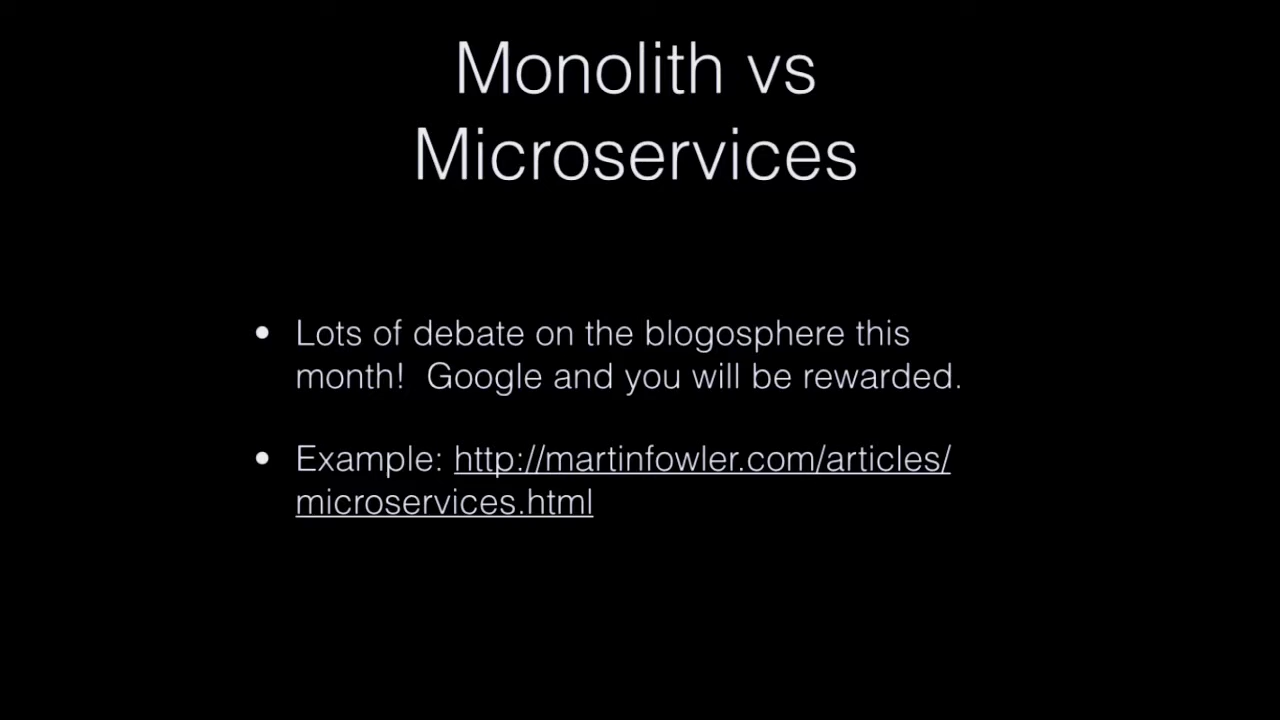 Monolith vs
Microservices
• Lots of debate on the blogosphere this
month!  Google and you will be rewarded.
• Example: http://martinfowler.com/articles/
microservices.html